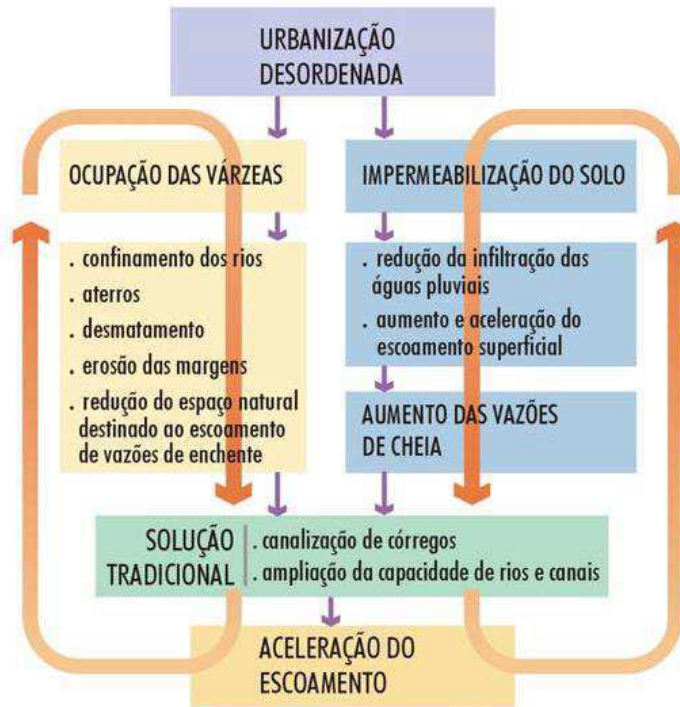 URBANIZAÇÃO
DESORDENADA
OCUPAÇÃO DAS VÁRZEAS
. confinamento dos rios
. aterros
. desmatamento
. erosão das margens
. redução do espaço natural
destinado ao escoamento
de vazões de enchente
IMPERMEABILIZAÇÃO DO SOLO
. redução da infiltração das
águas pluviais
. aumento e aceleração do
escoamento superficial
AUMENTO DAS VAZÕES
DE CHEIA
SOLUÇÃO
TRADICIONAL
. canalização de córregos
. ampliação da capacidade de rios e canais
ACELERAÇÃO DO
ESCOAMENTO